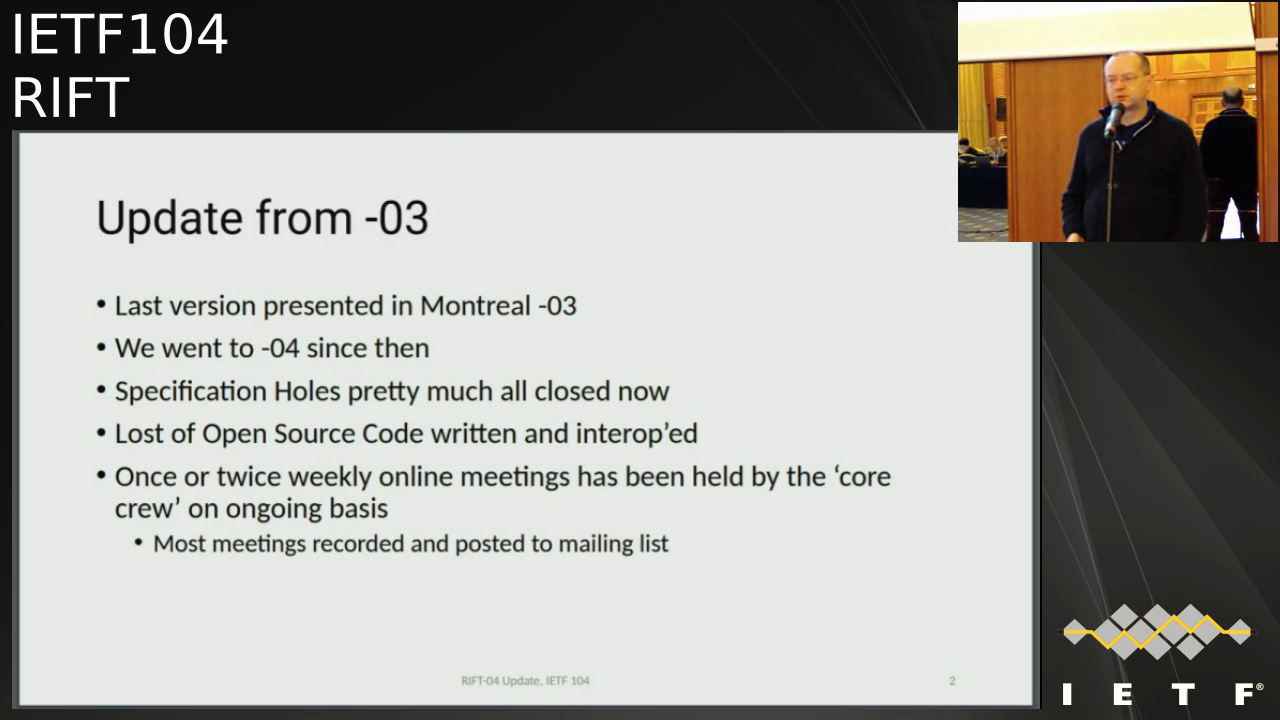 IETF104
RIFT
Update from -03
• Last version presented in Montreal -03
• We went to -04 since then
• Specification Holes pretty much all closed now
• Lost of Open Source Code written and interop’ed
• Once or twice weekly online meetings has been held by the ‘core
crew’ on ongoing basis
• Most meetings recorded and posted to mailing list
RIFT-04 Update, IETF 104
2
I E T F®